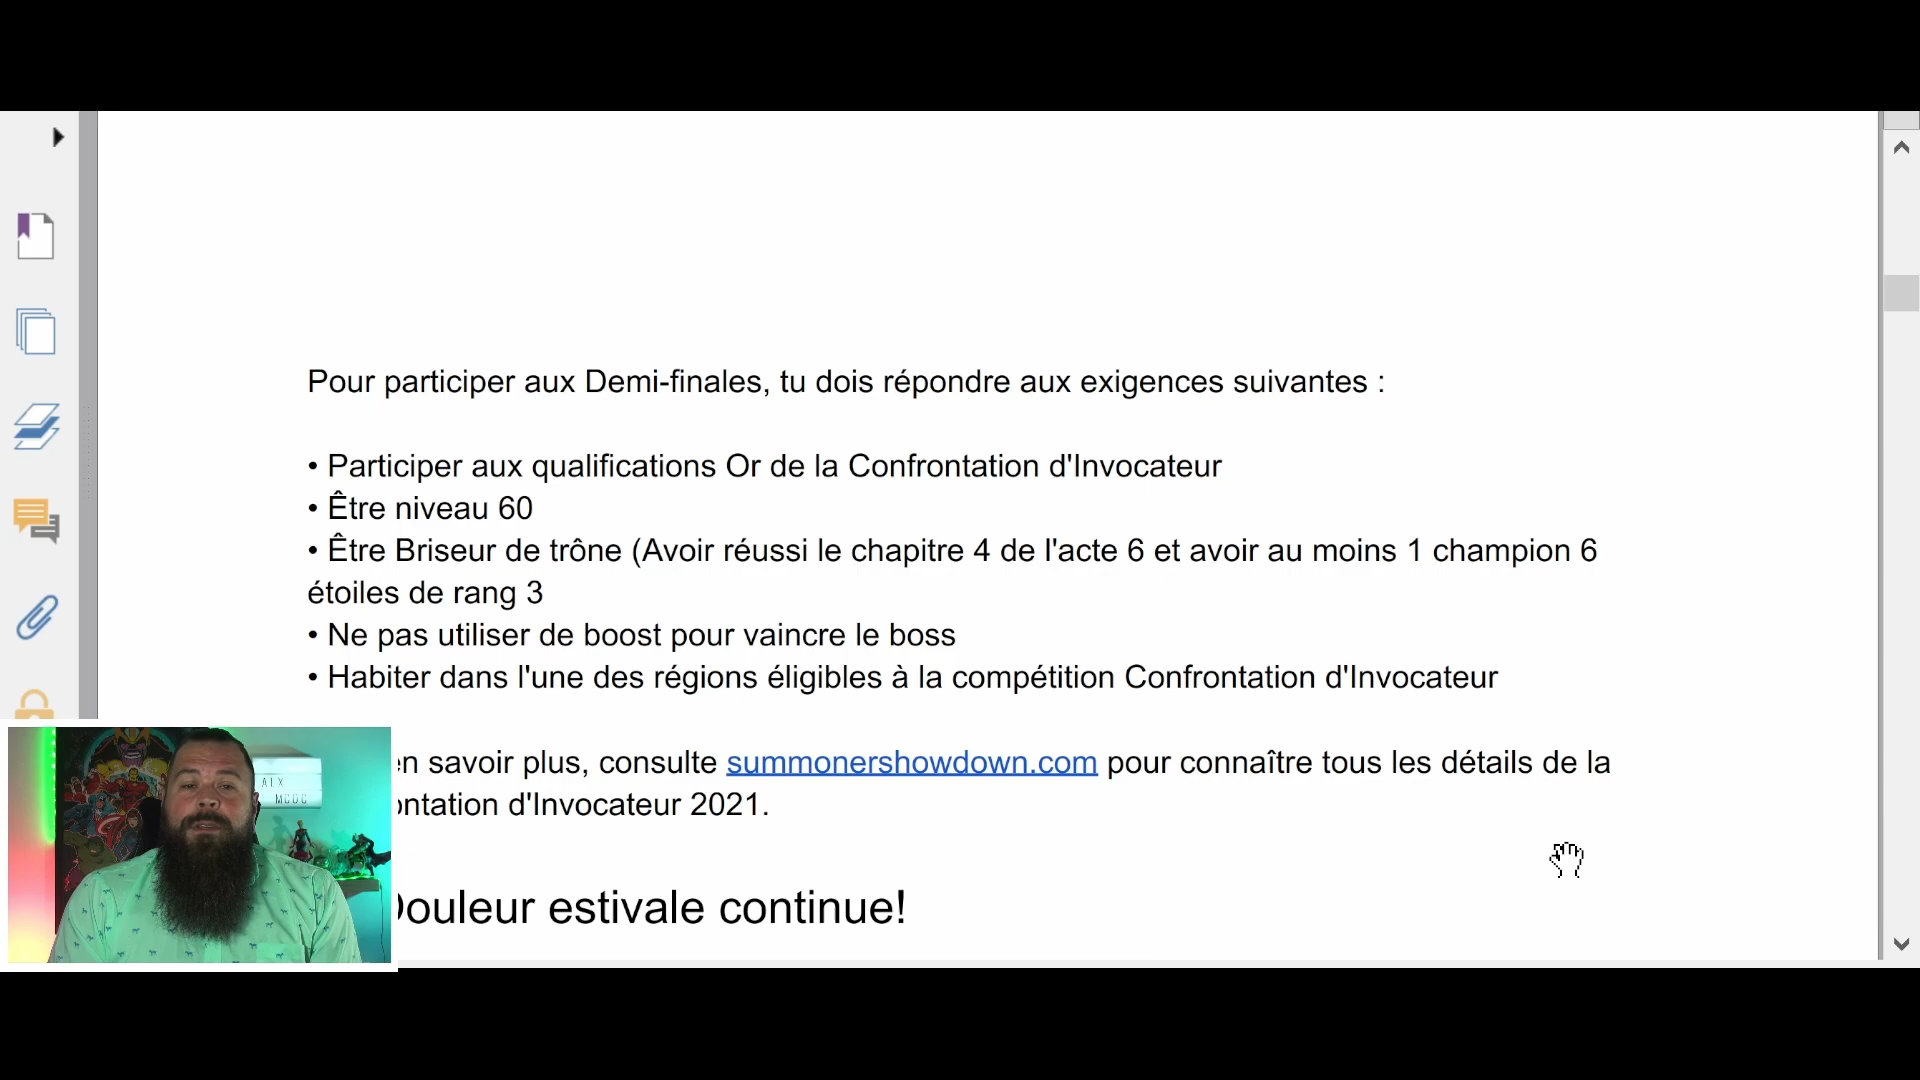 Pour participer aux Demi-finales, tu dois répondre aux exigences suivantes :
• Participer aux qualifications Or de la Confrontation d'Invocateur
• Être niveau 60
• Être Briseur de trône (Avoir réussi le chapitre 4 de l'acte 6 et avoir au moins 1 champion 6
étoiles de rang 3
• Ne pas utiliser de boost pour vaincre le boss
• Habiter dans l'une des régions éligibles à la compétition Confrontation d'Invocateur
savoir plus, consulte summonershowdown.com pour connaître tous les détails de la
d'Invocateur 2021.
estivale continue!
ALX
MCOC